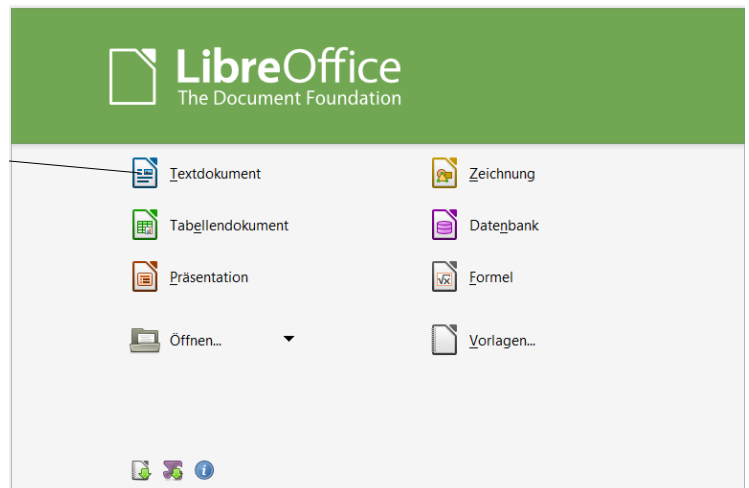 LibreOffice
The Document Foundation
Textdokument
Zeichnung
Tabellendokument
Datenbank
Präsentation
Formel
Öffnen...
Vorlagen...